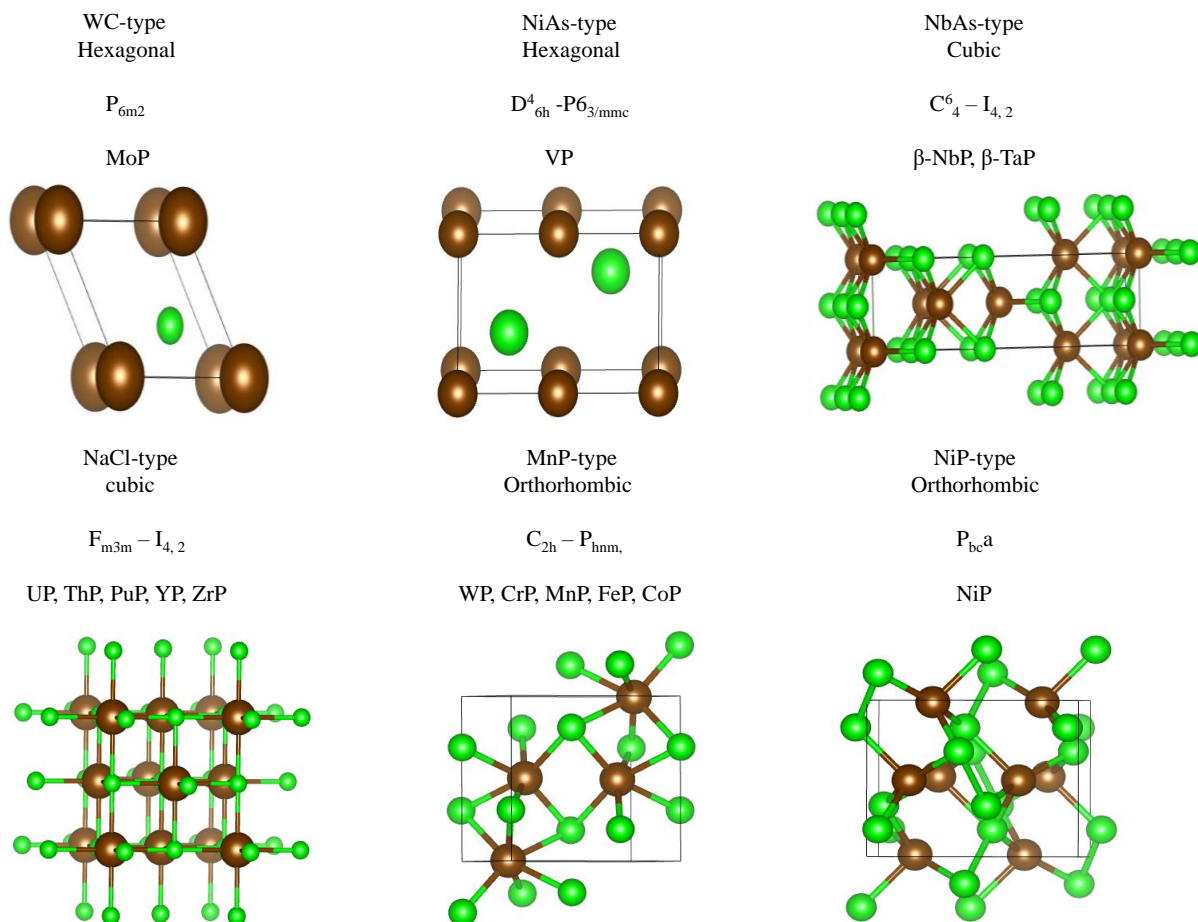 WC-type
Hexagonal
P6m2
MoP
NiAs-type
Hexagonal
D⁴6h -P63/mmc
VP
NbAs-type
Cubic
C⁶4 – I4, 2
β-NbP, β-TaP
NaCl-type
cubic
Fm3m – I4, 2
UP, ThP, PuP, YP, ZrP
MnP-type
Orthorhombic
C2h – Phnm,
WP, CrP, MnP, FeP, CoP
NiP-type
Orthorhombic
Pbca
NiP